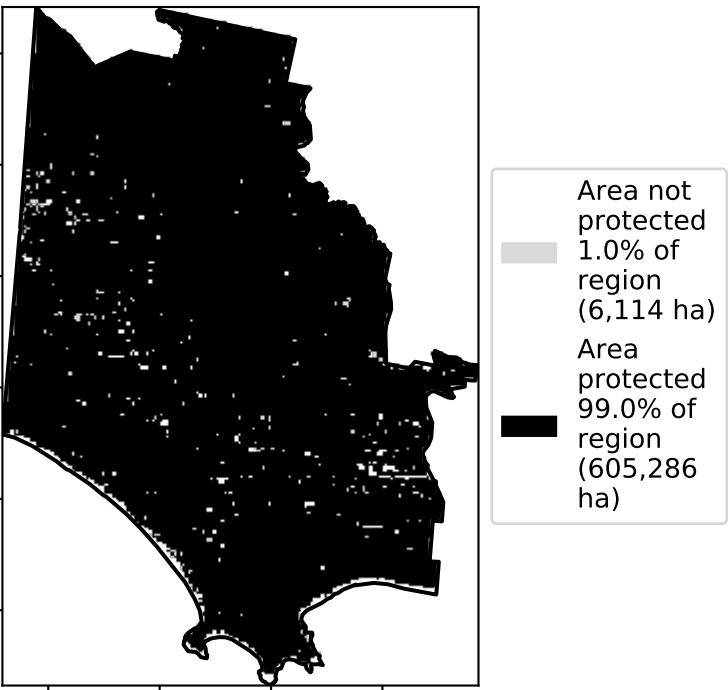 Area not
protected
1.0% of
region
(6,114 ha)
Area
protected
99.0% of
region
(605,286
ha)